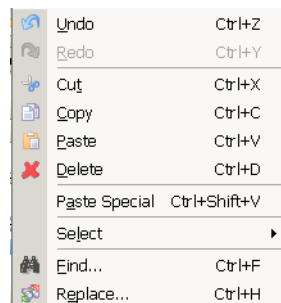 Undo Ctrl+Z
Redo Ctrl+Y
Cut Ctrl+X
Copy Ctrl+C
Paste Ctrl+V
Delete Ctrl+D
Paste Special Ctrl+Shift+V
Select
Find... Ctrl+F
Replace... Ctrl+H